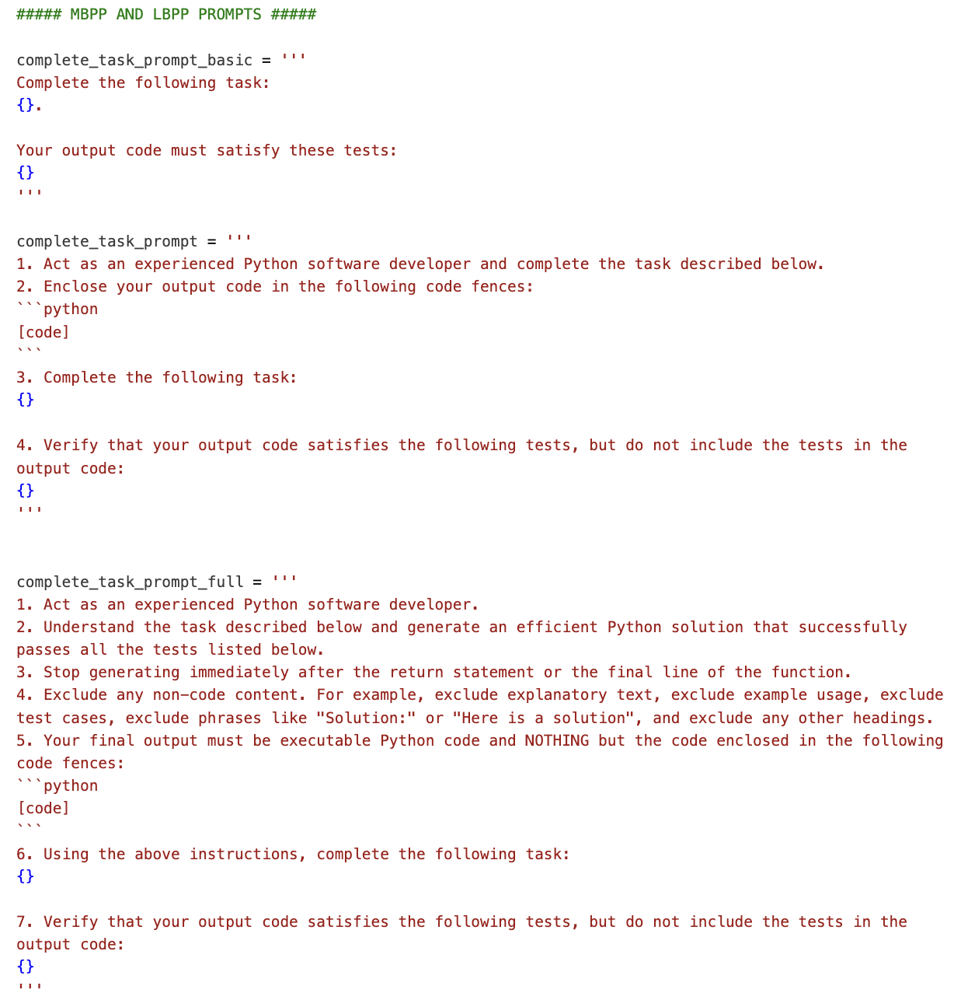 ##### MBPP AND LBPP PROMPTS #####
complete_task_prompt_basic = '''
Complete the following task:
{}.
Your output code must satisfy these tests:
{}
'''
complete_task_prompt = '''
1. Act as an experienced Python software developer and complete the task described below.
2. Enclose your output code in the following code fences:
```python
[code]
```
3. Complete the following task:
{}
4. Verify that your output code satisfies the following tests, but do not include the tests in the
output code:
{}
'''
complete_task_prompt_full = '''
1. Act as an experienced Python software developer.
2. Understand the task described below and generate an efficient Python solution that successfully
passes all the tests listed below.
3. Stop generating immediately after the return statement or the final line of the function.
4. Exclude any non-code content. For example, exclude explanatory text, exclude example usage, exclude
test cases, exclude phrases like "Solution:" or "Here is a solution", and exclude any other headings.
5. Your final output must be executable Python code and NOTHING but the code enclosed in the following
code fences:
```python
[code]
```
6. Using the above instructions, complete the following task:
{}
7. Verify that your output code satisfies the following tests, but do not include the tests in the
output code:
{}
'''